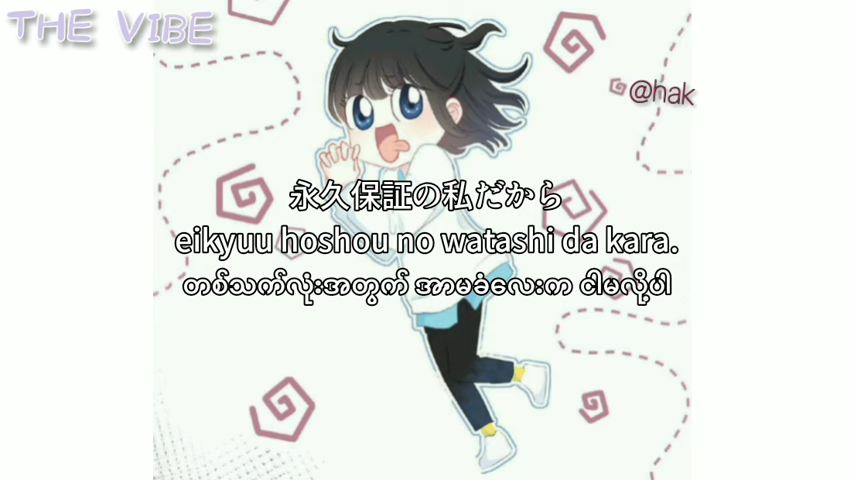 THE VIBE
@hak
永久保証の私だから
eikyuu hoshou no watashi da kara.
တစ်သက်လုံးအတွက် အာမခံလေးက ငါမလို့ပါ